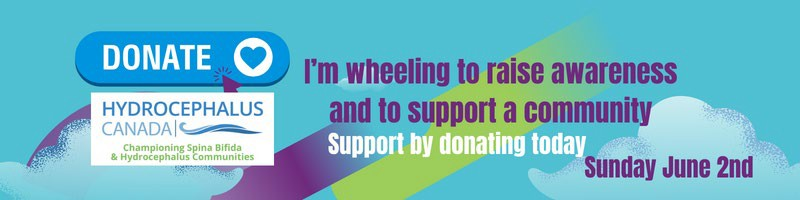 DONATE
HYDROCEPHALUS
CANADA
Championing Spina Bifida
& Hydrocephalus Communities
I'm wheeling to raise awareness
and to support a community
Support by donating today
Sunday June 2nd